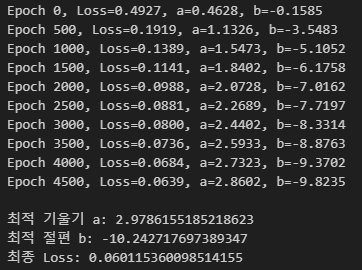 Epoch 0, Loss=0.4927, a=0.4628, b=-0.1585
Epoch 500, Loss=0.1919, a=1.1326, b=-3.5483
Epoch 1000, Loss=0.1389, a=1.5473, b=-5.1052
Epoch 1500, Loss=0.1141, a=1.8402, b=-6.1758
Epoch 2000, Loss=0.0988, a=2.0728, b=-7.0162
Epoch 2500, Loss=0.0881, a=2.2689, b=-7.7197
Epoch 3000, Loss=0.0800, a=2.4402, b=-8.3314
Epoch 3500, Loss=0.0736, a=2.5933, b=-8.8763
Epoch 4000, Loss=0.0684, a=2.7323, b=-9.3702
Epoch 4500, Loss=0.0639, a=2.8602, b=-9.8235
최적 기울기 a: 2.9786155185218623
최적 절편 b: -10.242717697389347
최종 Loss: 0.060115360098514155